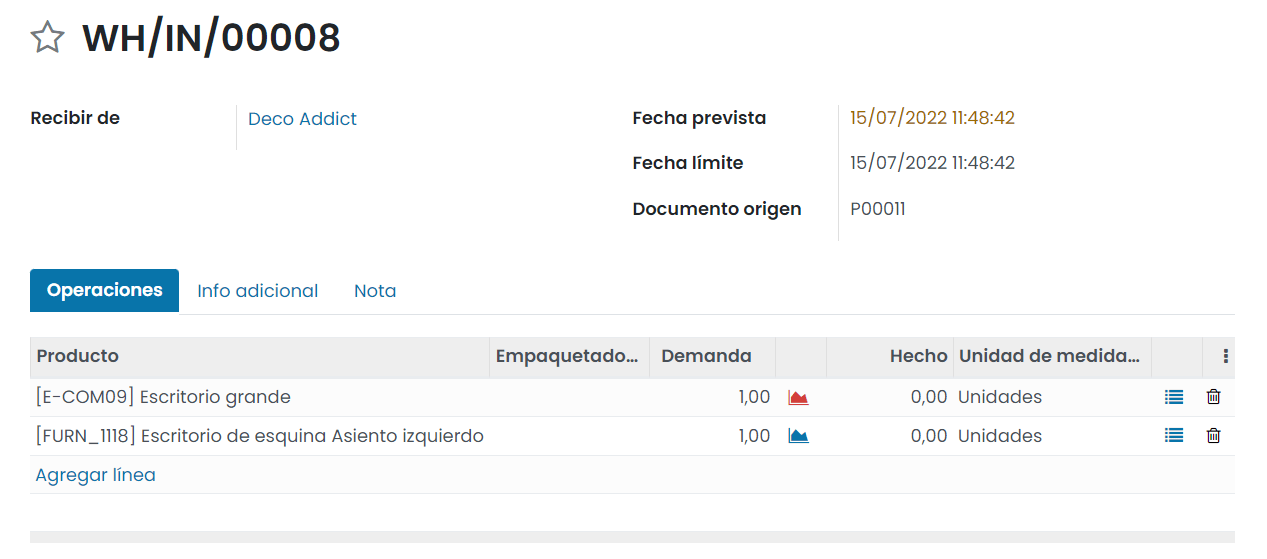 WH/IN/00008
Recibir de Deco Addict Fecha prevista 15/07/2022 11:48:42
Fecha límite 15/07/2022 11:48:42
Documento origen P00011
Operaciones Info adicional Nota
Producto Empaquetado... Demanda Hecho Unidad de medida...
[E-COM09] Escritorio grande 1,00 0,00 Unidades
[FURN_1118] Escritorio de esquina Asiento izquierdo 1,00 0,00 Unidades
Agregar línea